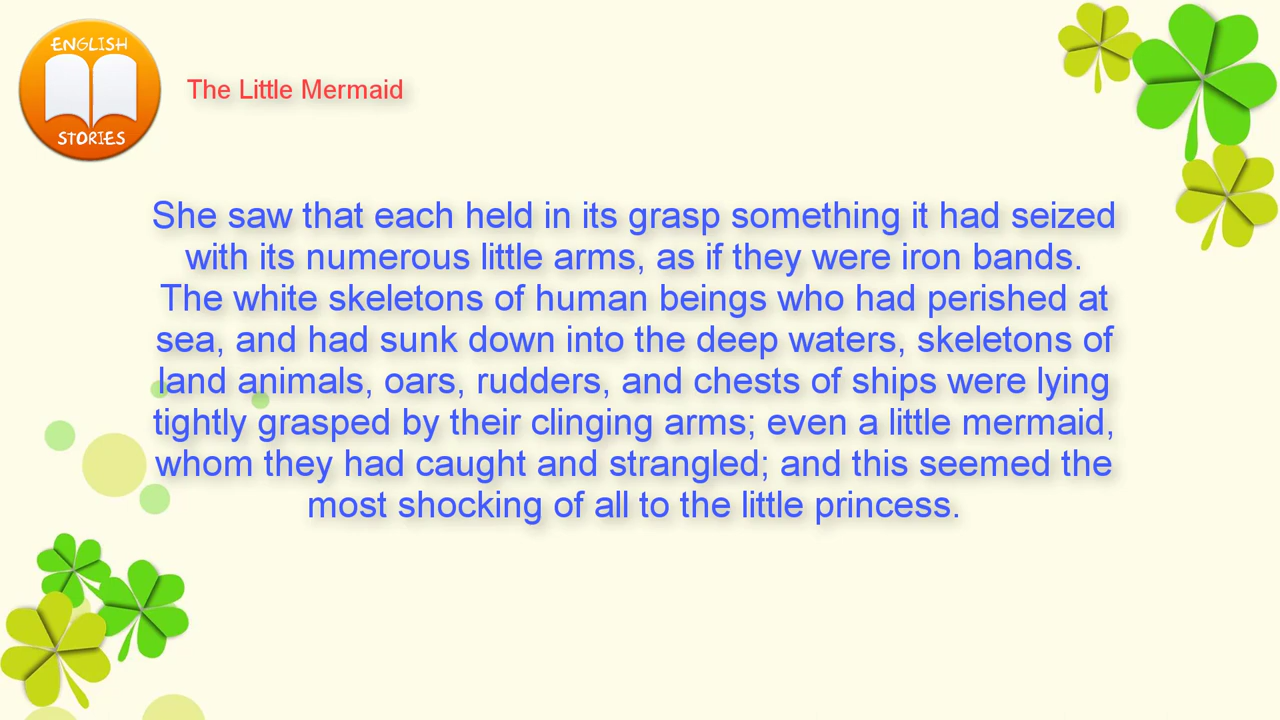 ENGLISH
STORIES
The Little Mermaid
She saw that each held in its grasp something it had seized
with its numerous little arms, as if they were iron bands.
The white skeletons of human beings who had perished at
sea, and had sunk down into the deep waters, skeletons of
land animals, oars, rudders, and chests of ships were lying
tightly grasped by their clinging arms; even a little mermaid,
whom they had caught and strangled; and this seemed the
most shocking of all to the little princess.